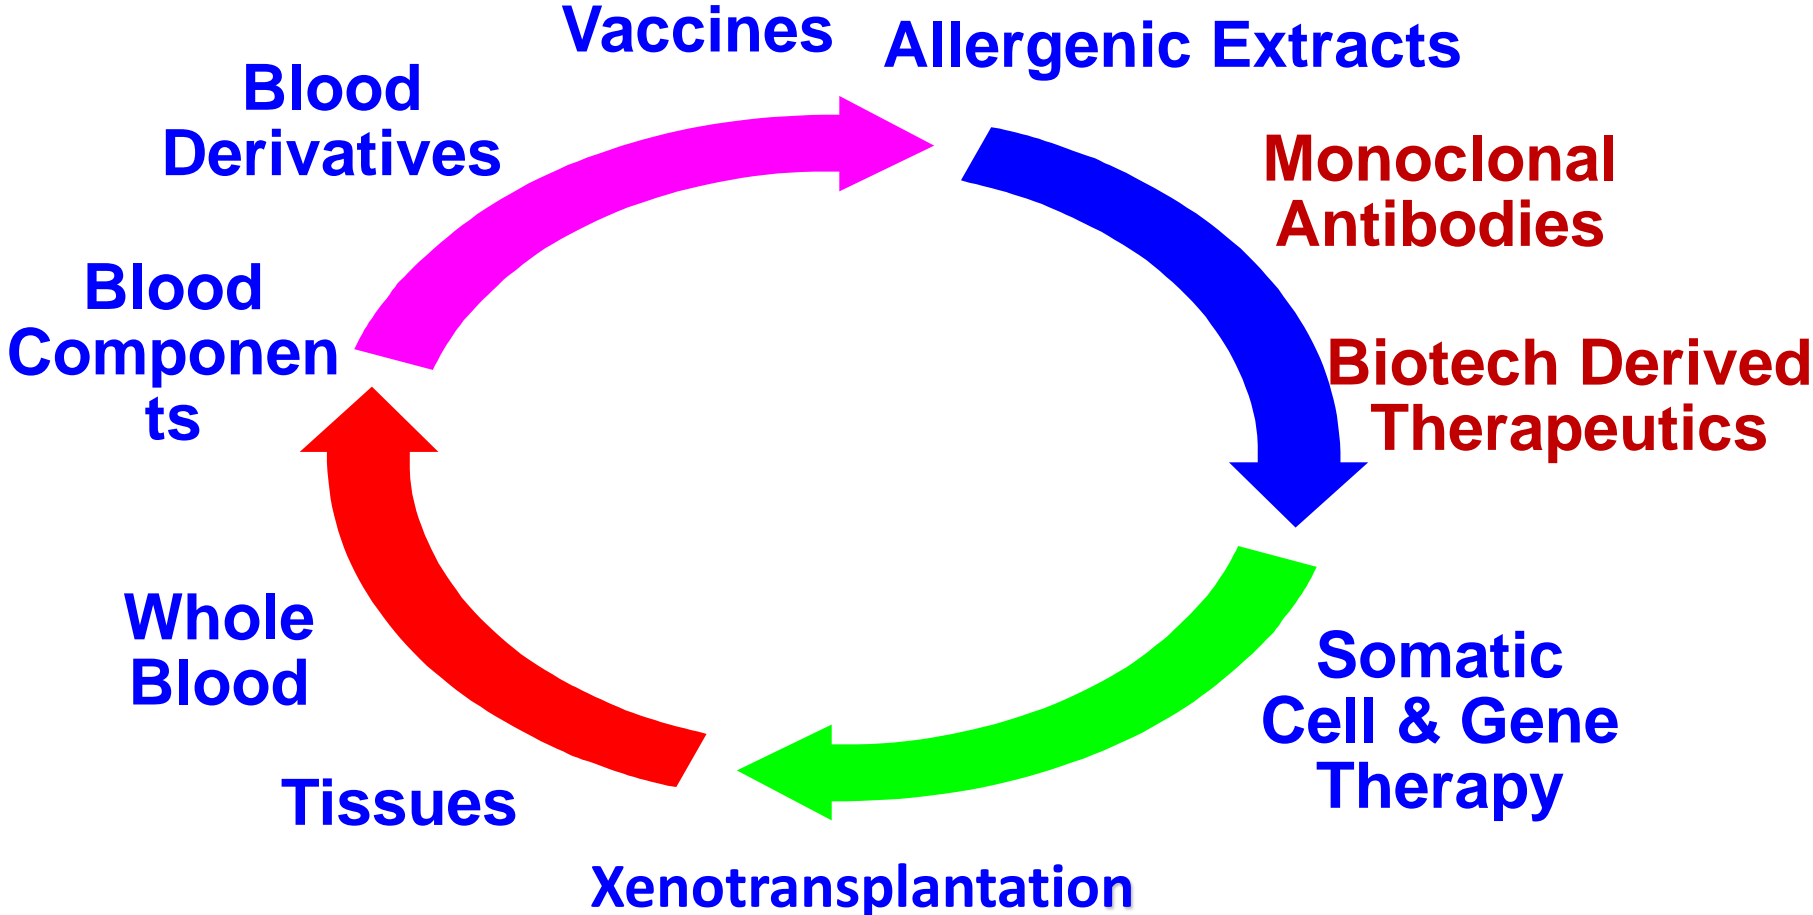 Vaccines
Allergenic Extracts
Blood
Derivatives
Monoclonal
Antibodies
Blood
Componen
ts
Biotech Derived
Therapeutics
Whole
Blood
Somatic
Cell & Gene
Therapy
Tissues
Xenotransplantation